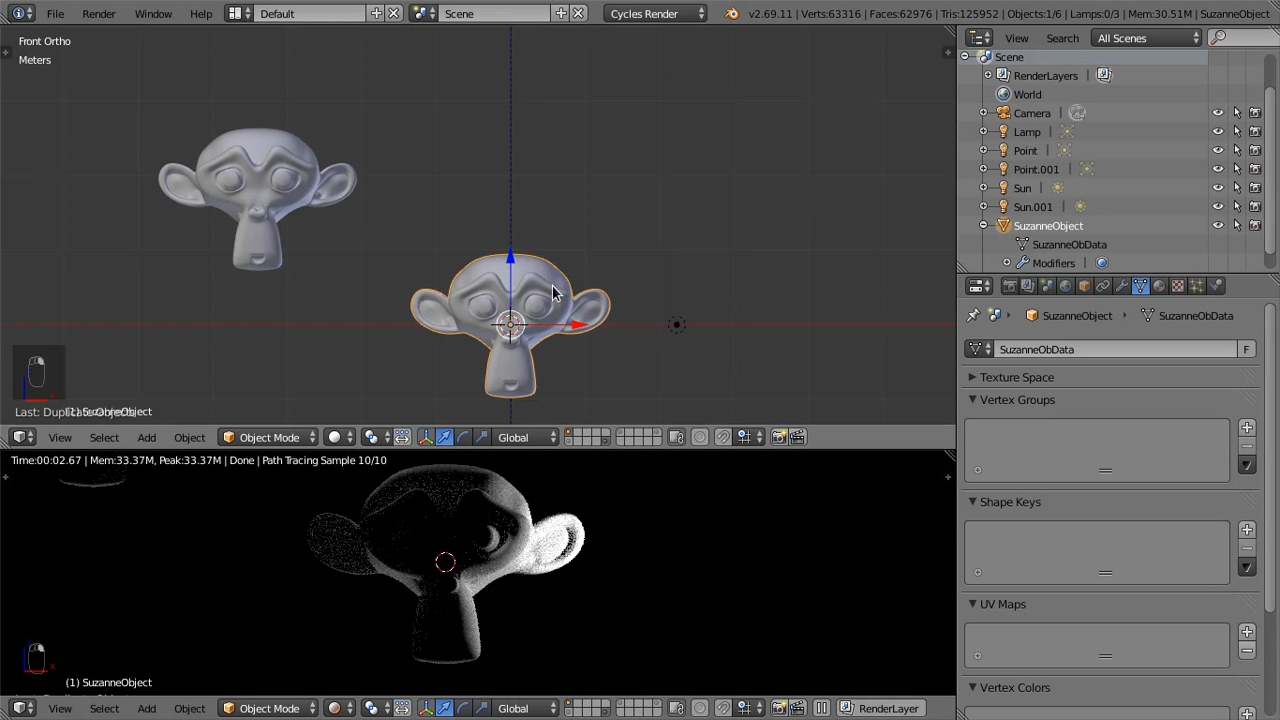 File Render Window Help Default Scene Cycles Render v2.69.11 | Verts:63316 | Faces:62976 | Tris:125952 | Objects:1/6 | Lamps:0/3 | Mem:30.51M | SuzanneObject
Front Ortho
Meters
View Search All Scenes
Scene
RenderLayers |
World
Camera |
Lamp |
Point |
Point.001 |
Sun |
Sun.001 |
SuzanneObject
SuzanneObData
Modifiers |
SuzanneObject SuzanneObData
SuzanneObData F
Texture Space
Vertex Groups
Shape Keys
UV Maps
Vertex Colors
Last: (1) SuzanneObject
View Select Add Object Object Mode Global
Time:00:02.67 | Mem:33.37M, Peak:33.37M | Done | Path Tracing Sample 10/10
(1) SuzanneObject
View Select Add Object Object Mode Global RenderLayer